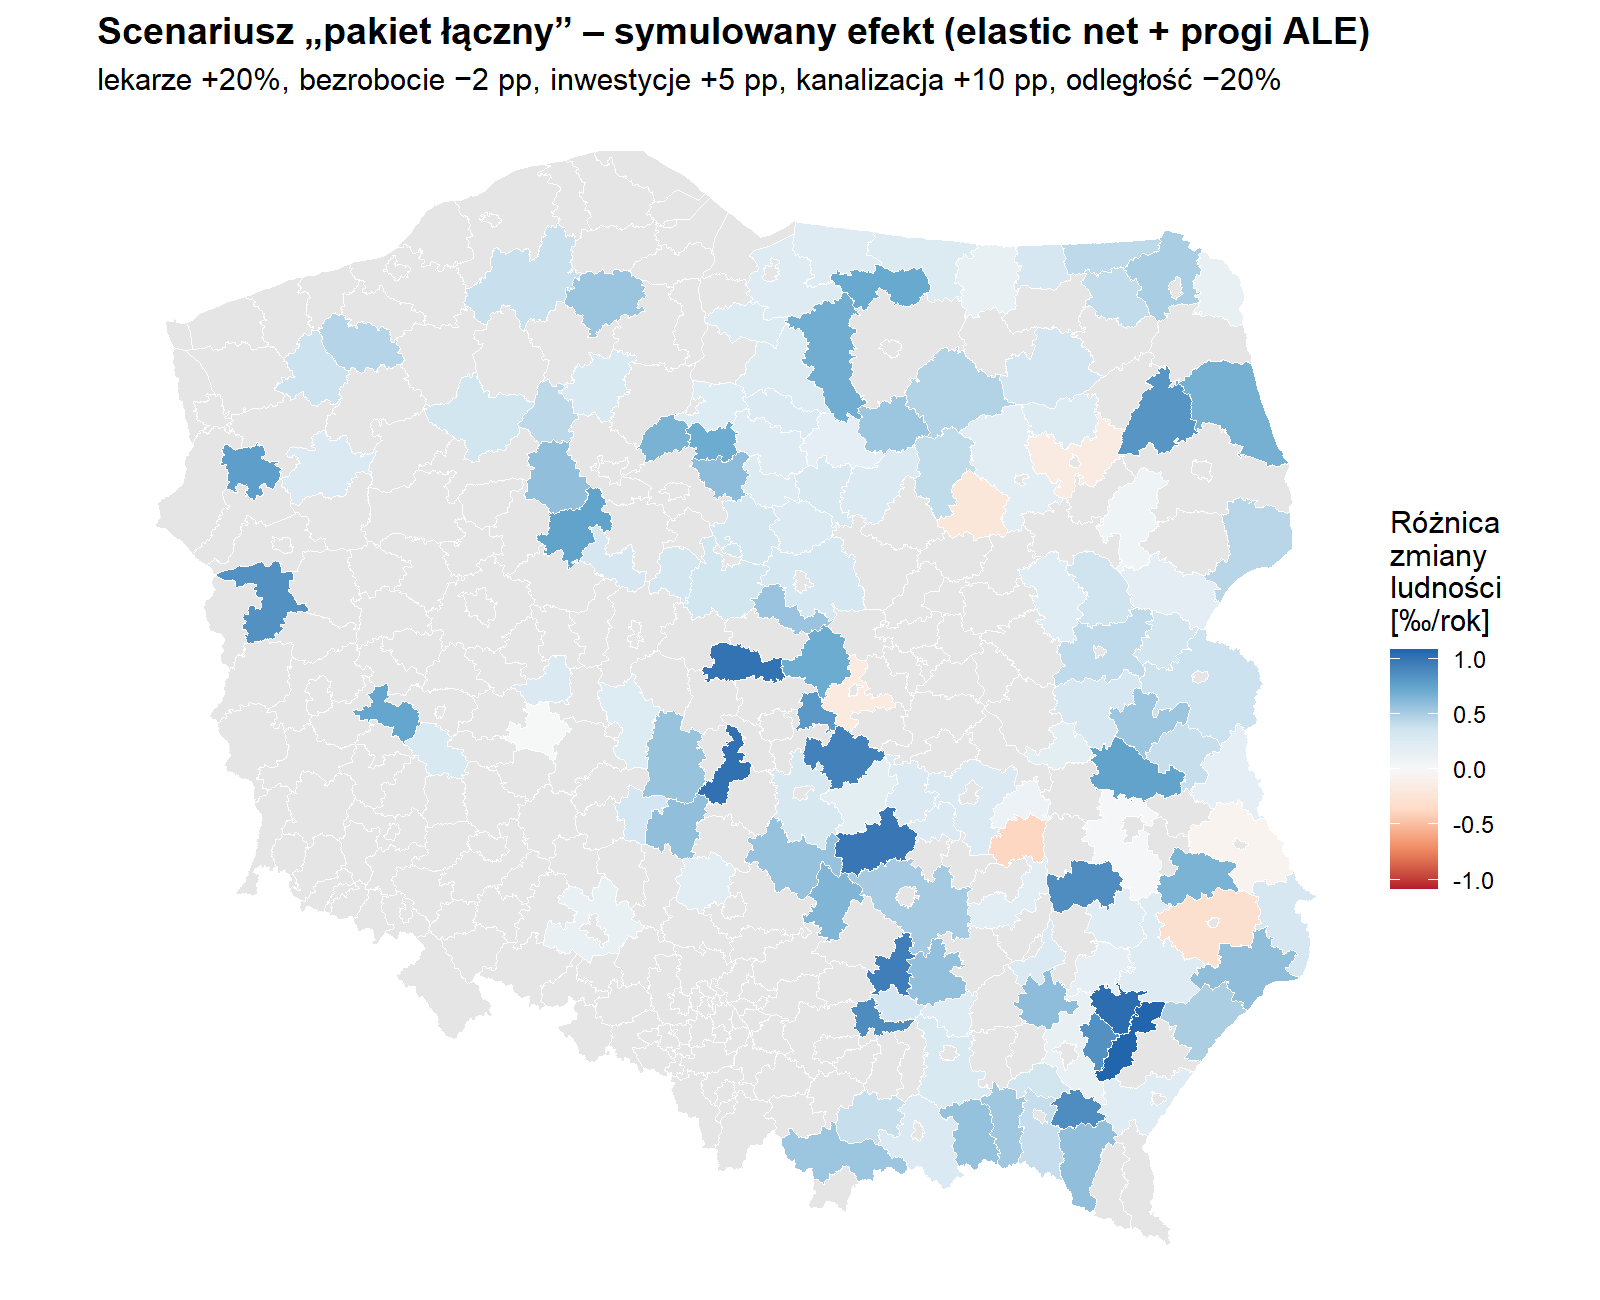 Scenariusz „pakiet łączny” – symulowany efekt (elastic net + progi ALE)
lekarze +20%, bezrobocie −2 pp, inwestycje +5 pp, kanalizacja +10 pp, odległość −20%
Różnica
zmiany
ludności
[‰/rok]
1.0
0.5
0.0
-0.5
-1.0